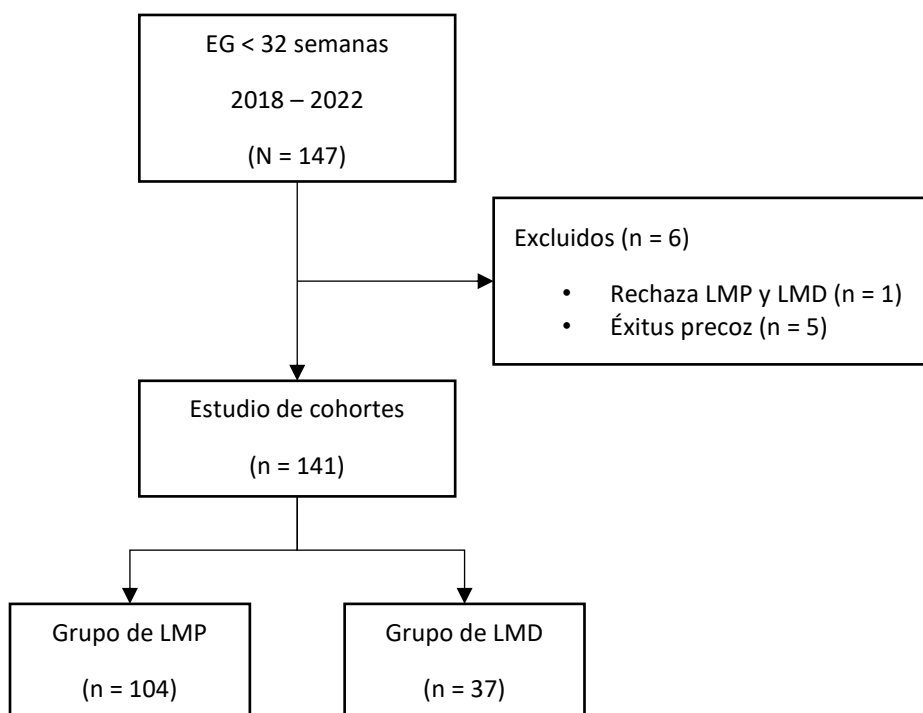 EG < 32 semanas
2018 – 2022
(N = 147)
Excluidos (n = 6)
• Rechaza LMP y LMD (n = 1)
• Éxitus precoz (n = 5)
Estudio de cohortes
(n = 141)
Grupo de LMP
(n = 104)
Grupo de LMD
(n = 37)